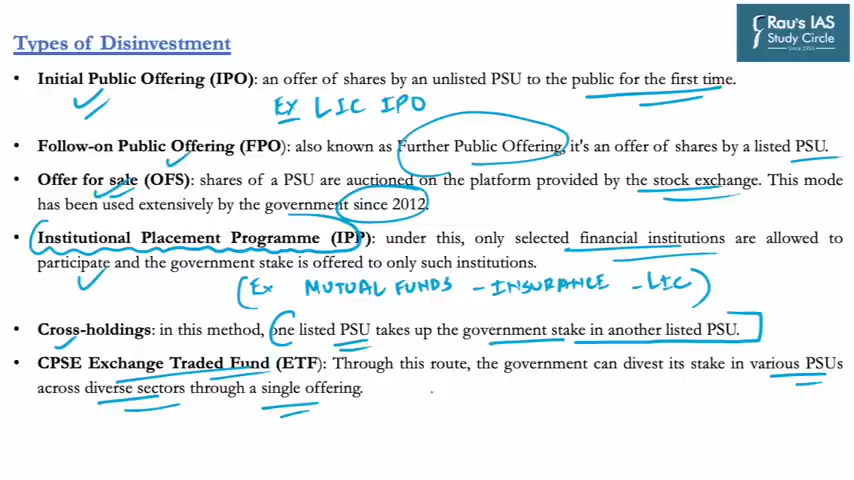 Rau's IAS
Study Circle
Since 1953
Types of Disinvestment
• Initial Public Offering (IPO): an offer of shares by an unlisted PSU to the public for the first time.
Ex LIC IPO
• Follow-on Public Offering (FPO): also known as Further Public Offering, it's an offer of shares by a listed PSU.
• Offer for sale (OFS): shares of a PSU are auctioned on the platform provided by the stock exchange. This mode
has been used extensively by the government since 2012.
• Institutional Placement Programme (IPP): under this, only selected financial institutions are allowed to
participate and the government stake is offered to only such institutions.
(Ex MUTUAL FUNDS - INSURANCE - LIC)
• Cross-holdings: in this method, one listed PSU takes up the government stake in another listed PSU.
• CPSE Exchange Traded Fund (ETF): Through this route, the government can divest its stake in various PSUs
across diverse sectors through a single offering.